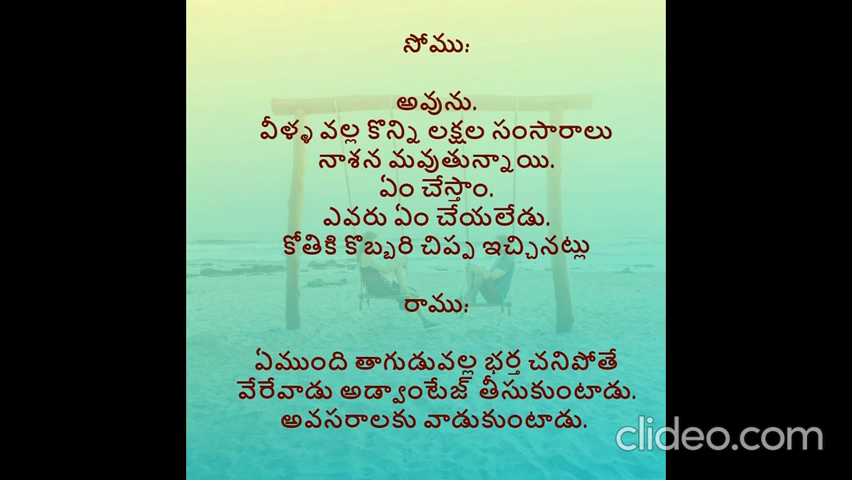 సోము:
అవును.
వీళ్ళ వల్ల కొన్ని లక్షల సంసారాలు
నాశన మవుతున్నాయి.
ఏం చేస్తాం.
ఎవరు ఏం చేయలేడు.
కోతికి కొబ్బరి చిప్ప ఇచ్చినట్లు
రాము:
ఏముంది తాగుడువల్ల భర్త చనిపోతే
వేరేవాడు అడ్వాంటేజ్ తీసుకుంటాడు.
అవసరాలకు వాడుకుంటాడు.
clideo.com